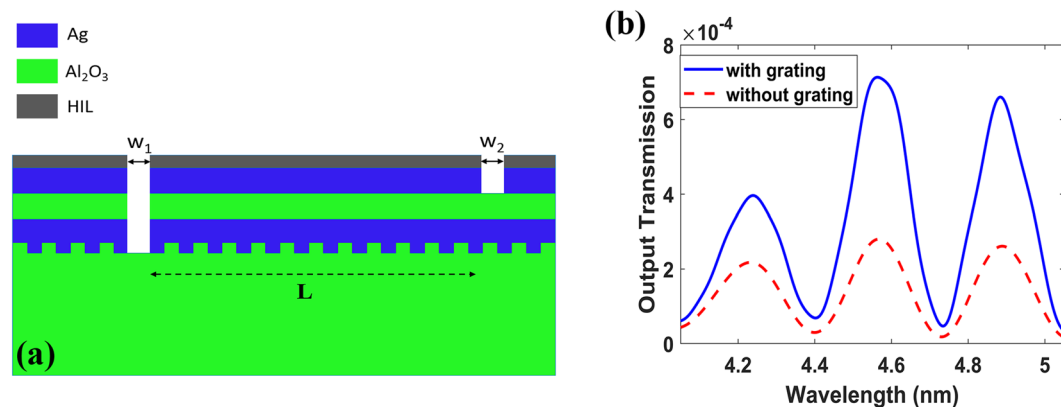 Ag
Al₂O₃
HIL
w₁
w₂
L
(a)
(b)
×10⁻⁴
8
6
4
2
0
with grating
without grating
Output Transmission
4.2
4.4
4.6
4.8
5
Wavelength (nm)